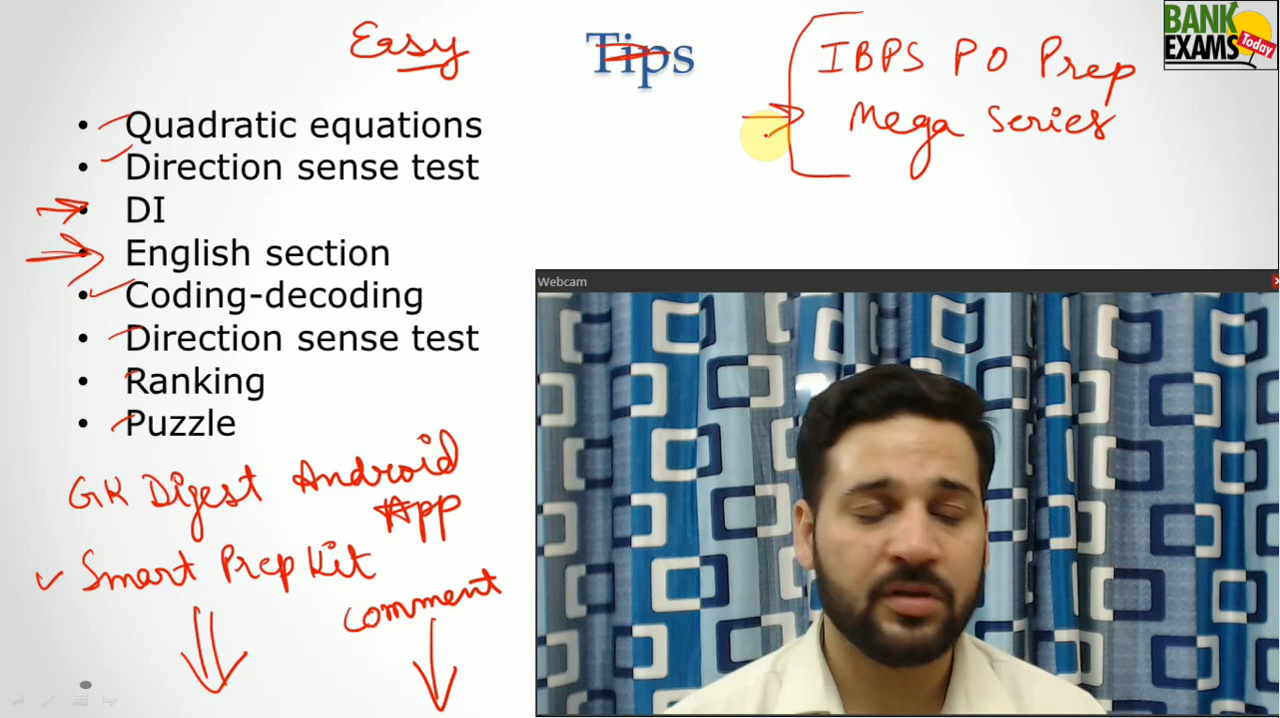 Easy
Tips
IBPS PO Prep
Mega Series
BANK
EXAMS
Today
• Quadratic equations
• Direction sense test
• DI
• English section
• Coding-decoding
• Direction sense test
• Ranking
• Puzzle
GK Digest Android
App
Smart Prep Kit
comment
Webcam